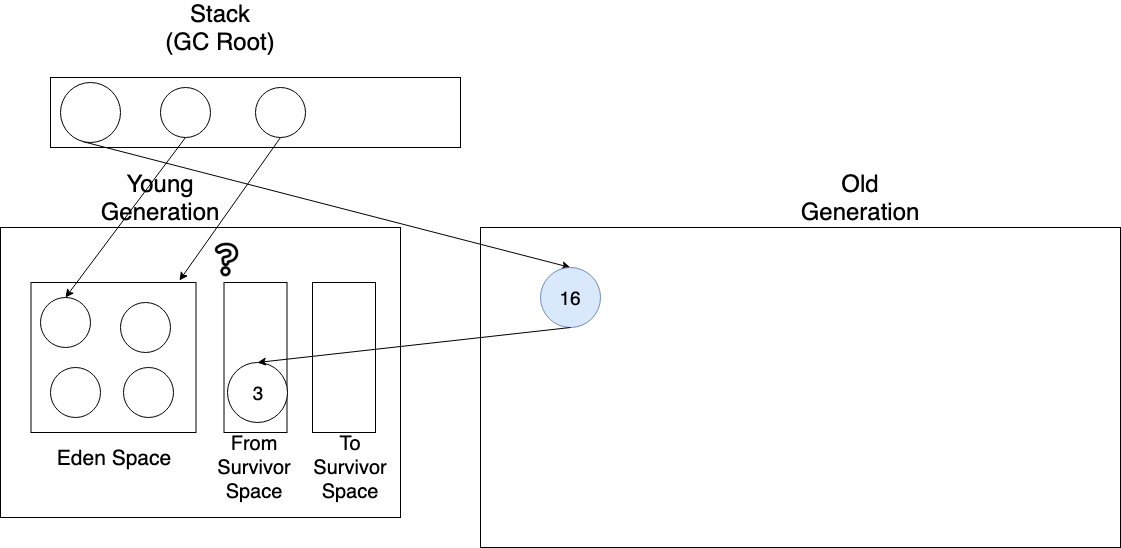 Stack
(GC Root)
Young
Generation
Old
Generation
?
16
3
Eden Space
From
Survivor
Space
To
Survivor
Space